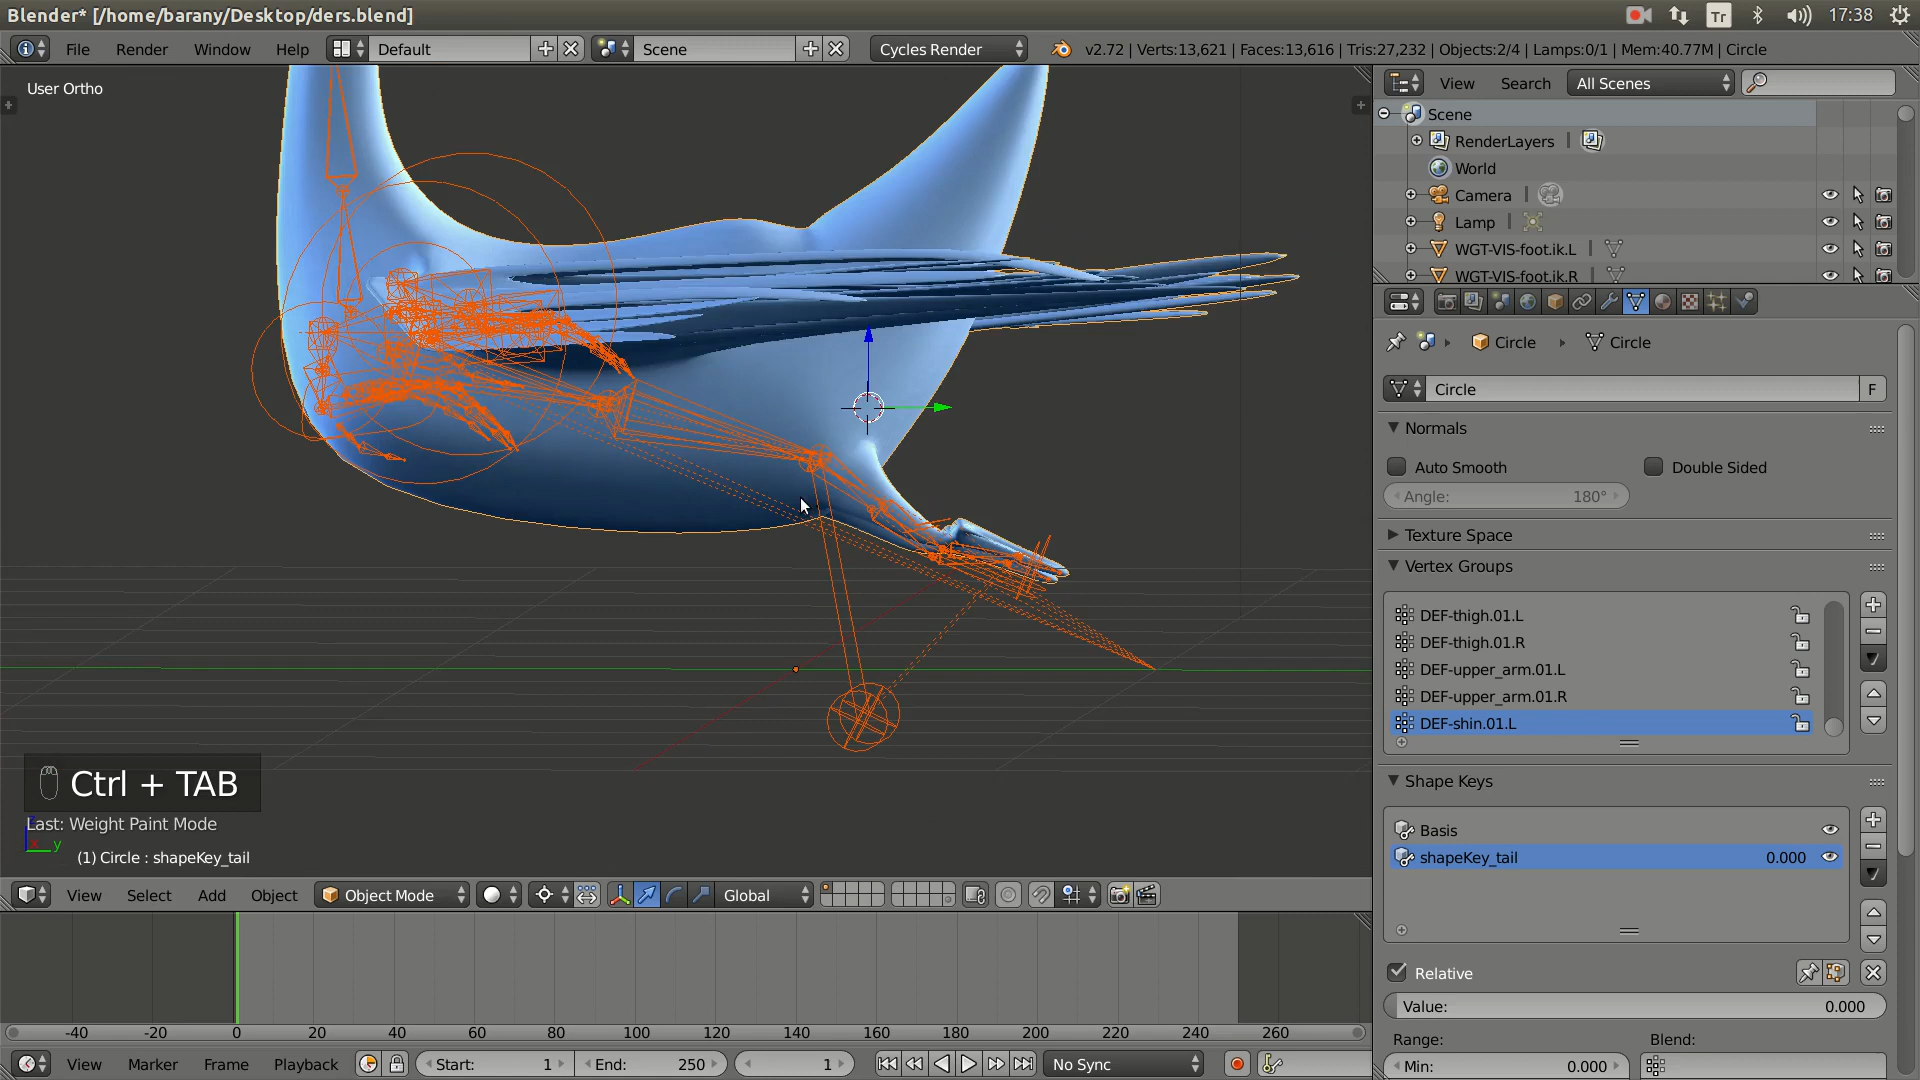 Blender* [/home/barany/Desktop/ders.blend]
Tr
17:38
File Render Window Help Default Scene Cycles Render v2.72 | Verts:13,621 | Faces:13,616 | Tris:27,232 | Objects:2/4 | Lamps:0/1 | Mem:40.77M | Circle
User Ortho
View Search All Scenes
Scene
RenderLayers
World
Camera
Lamp
WGT-VIS-foot.ik.L
WGT-VIS-foot.ik.R
Circle Circle
Circle F
Normals
Auto Smooth Double Sided
Angle: 180°
Texture Space
Vertex Groups
DEF-thigh.01.L
DEF-thigh.01.R
DEF-upper_arm.01.L
DEF-upper_arm.01.R
DEF-shin.01.L
Shape Keys
Basis
shapeKey_tail 0.000
Relative
Value: 0.000
Range: Blend:
Min: 0.000
Ctrl + TAB
Last: Weight Paint Mode
x y
(1) Circle : shapeKey_tail
View Select Add Object Object Mode Global
-40 -20 0 20 40 60 80 100 120 140 160 180 200 220 240 260
View Marker Frame Playback Start: 1 End: 250 1 No Sync